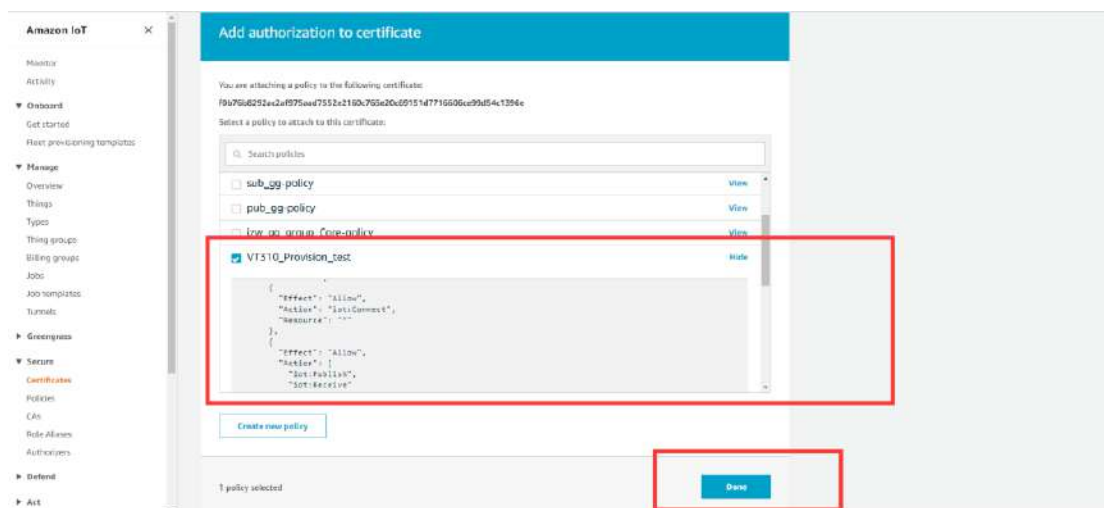 Amazon IoT
Monitor
Activity
Onboard
Get started
Fleet provisioning templates
Manage
Overview
Things
Types
Thing groups
Billing groups
Jobs
Job templates
Tunnels
Greengrass
Secure
Certificates
Policies
CAs
Role Aliases
Authorizers
Defend
Act
Add authorization to certificate
You are attaching a policy to the following certificate:
Select a policy to attach to this certificate:
Search policies
sub_gg-policy View
pub_gg-policy View
izw_gg_group_Core-policy View
VT310_Provision_test Hide
{
"Effect": "Allow",
"Action": "iot:Connect",
"Resource": "*"
},
{
"Effect": "Allow",
"Action": [
"iot:Publish",
"iot:Receive"
Create new policy
1 policy selected
Done